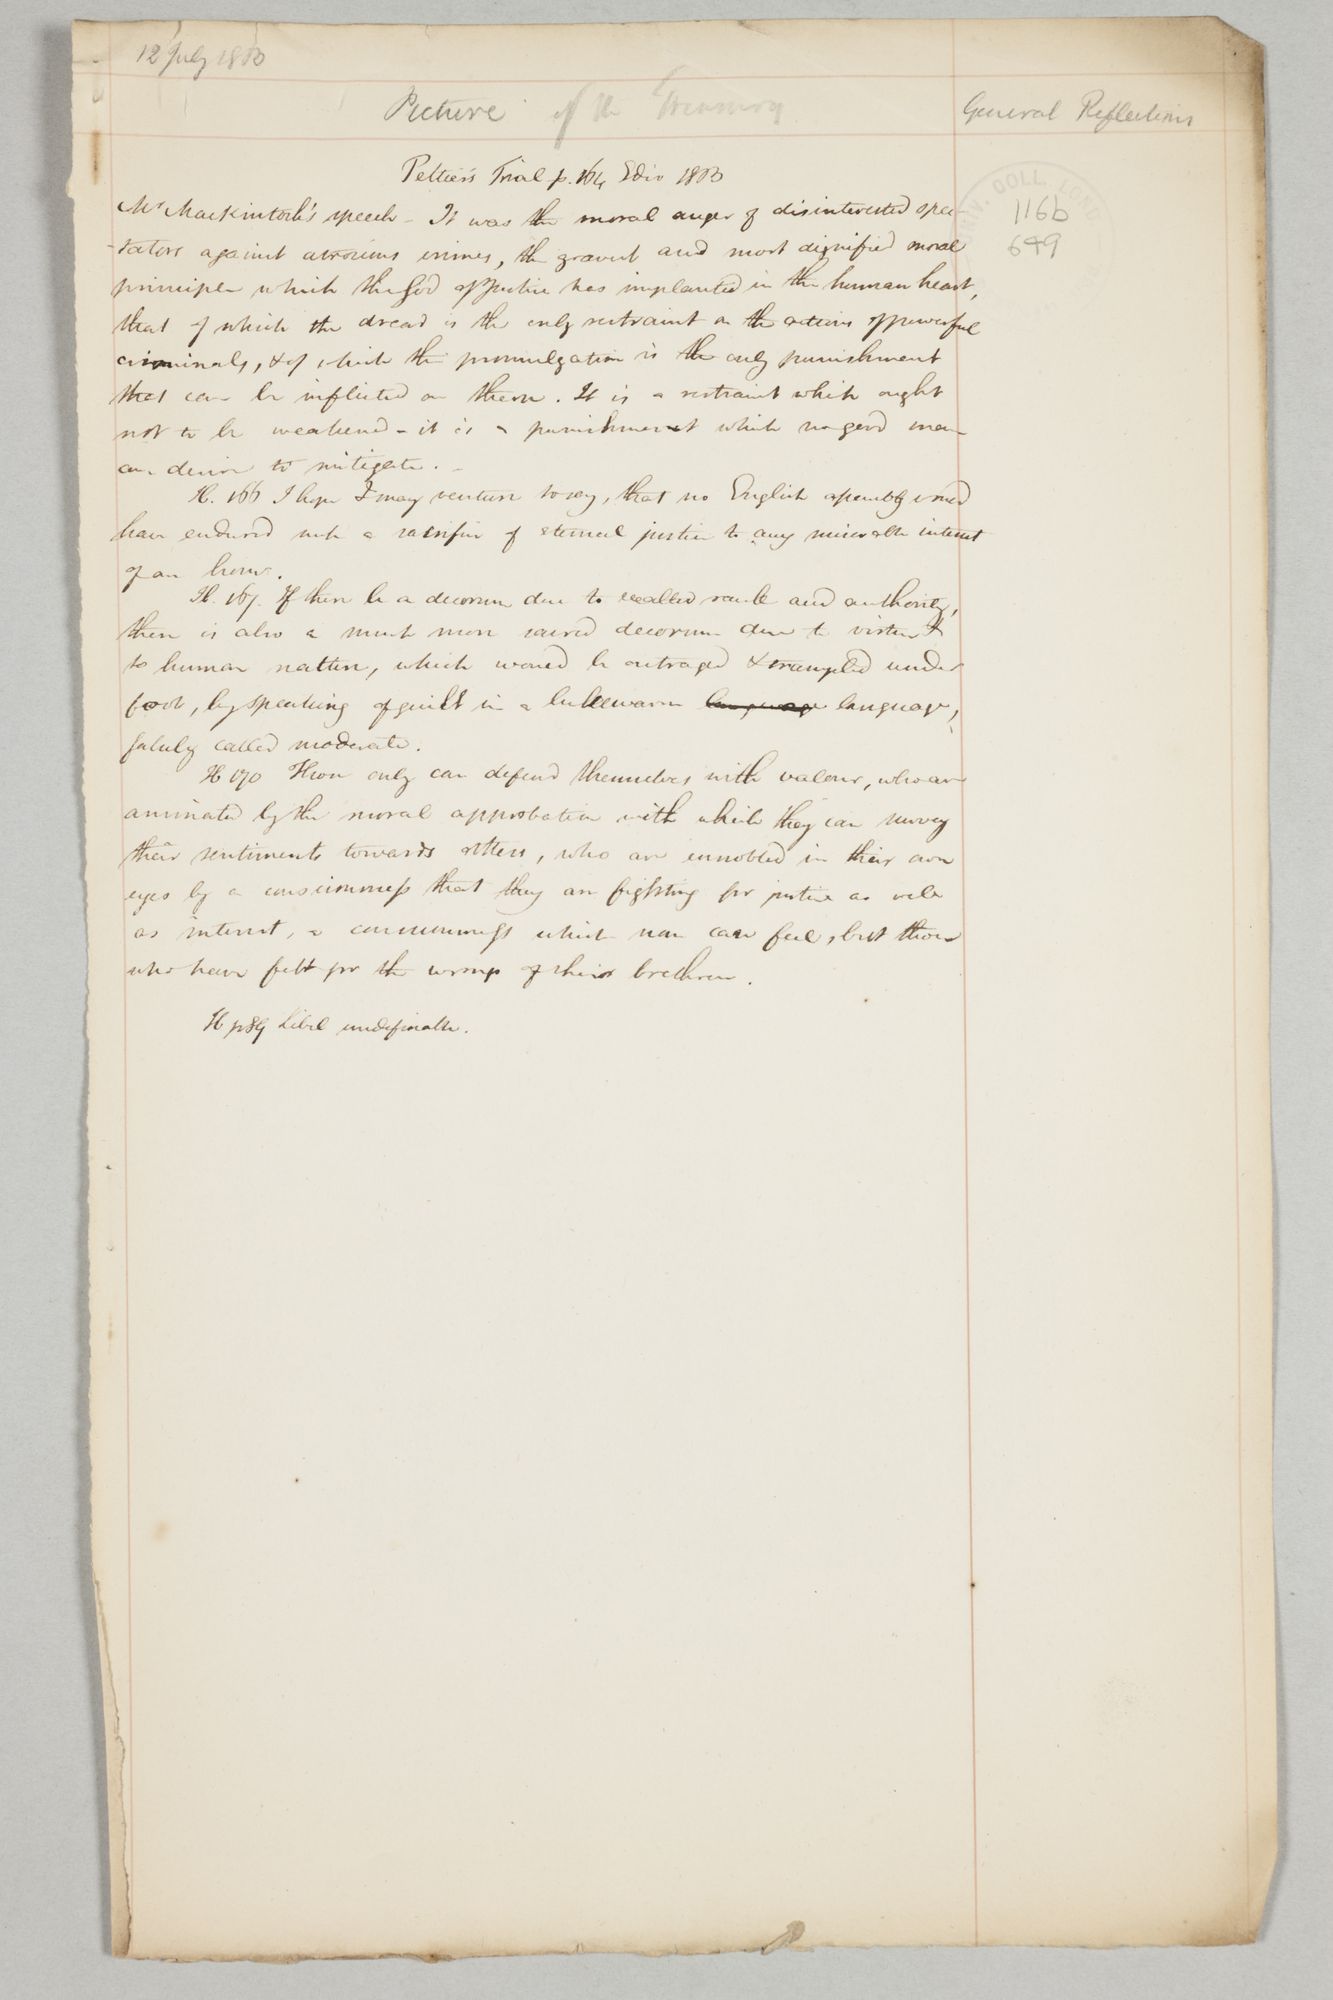 12 July 1803
Picture of the Treasury
General Reflections
UNIV. COLL. LOND.
116b
649
Peltier's Trial p. 164 Edio 1803
Mr Mackintosh's speech - It was the moral anger of disinterested spec-
-tators against atrocious crimes, the gravest and most dignified moral
principle which the God of Justice has implanted in the human heart,
that of which the dread is the only restraint on the actions of powerful
criminals, & of which the promulgation is the only punishment
that can be inflicted on them. It is a restraint which ought
not to be weakened - it is a punishment which no good man
can desire to mitigate. -
Ib. 166 I hope I may venture to say, that no English assembly would
have endured such a sacrifice of eternal justice to any miserable interest
of an hour.
Ib. 167. If there be a decorum due to exalted rank and authority,
there is also a much more sacred decorum due to virtue &
to human nature, which would be outraged & trampled under
foot, by speaking of guilt in a lukewarm language language,
falsely called moderate.
Ib 170 Those only can defend themselves with valour, who are
animated by the moral approbation with which they can survey
their sentiments towards others, who are ennobled in their own
eyes by a consciousness that they are fighting for justice as well
as interest, a consciousness which none can feel, but those
who have felt for the wrongs of their brethren.
Ib p84 Libel undefinable.